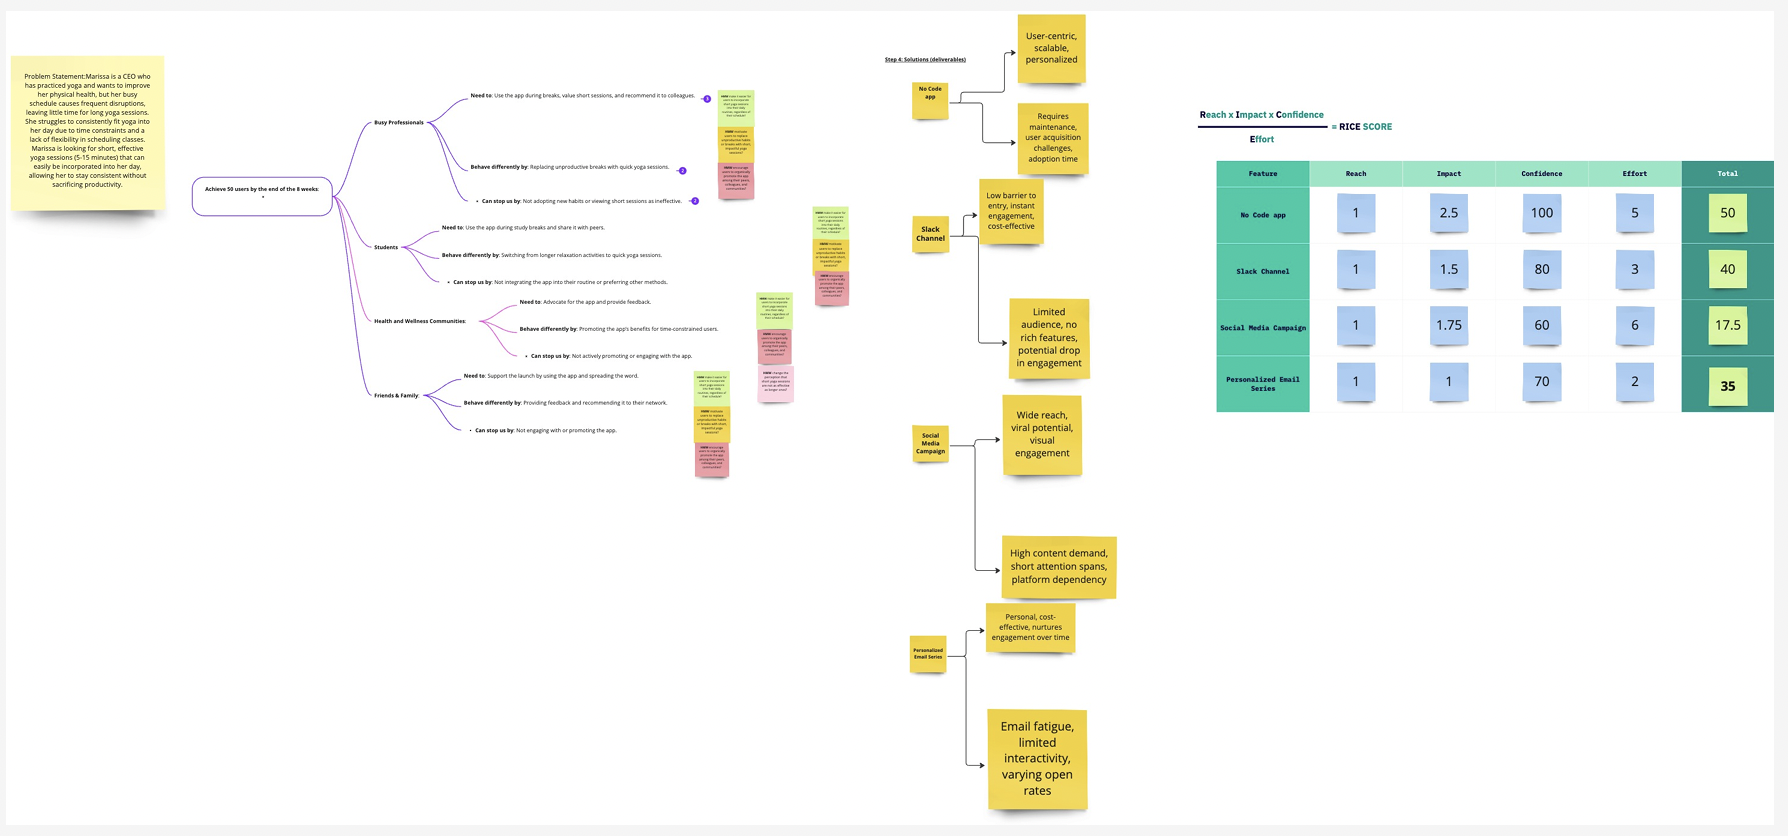 Problem Statement:Marissa is a CEO who
has practiced yoga and wants to improve
her physical health, but her busy
schedule causes frequent disruptions,
leaving little time for long yoga sessions.
She struggles to consistently fit yoga into
her day due to time constraints and a
lack of flexibility in scheduling classes.
Marissa is looking for short, effective
yoga sessions (5-15 minutes) that can
easily be incorporated into her day,
allowing her to stay consistent without
sacrificing productivity.
Achieve 50 users by the end of the 8 weeks:
Busy Professionals
Need to: Use the app during breaks, value short sessions, and recommend it to colleagues.
Behave differently by: Replacing unproductive breaks with quick yoga sessions.
2
Can stop us by: Not adopting new habits or viewing short sessions as ineffective.
2
Students
Need to: Use the app during study breaks and share it with peers.
Behave differently by: Switching from longer relaxation activities to quick yoga sessions.
Can stop us by: Not integrating the app into their routine or preferring other methods.
Health and Wellness Communities:
Need to: Advocate for the app and provide feedback.
Behave differently by: Promoting the app's benefits for time-constrained users.
Can stop us by: Not actively promoting or engaging with the app.
Friends & Family:
Need to: Support the launch by using the app and spreading the word.
Behave differently by: Providing feedback and recommending it to their network.
Can stop us by: Not engaging with or promoting the app.
Step 4: Solutions (deliverables)
No Code
app
User-centric,
scalable,
personalized
Requires
maintenance,
user acquisition
challenges,
adoption time
Slack
Channel
Low barrier to
entry, instant
engagement,
cost-effective
Limited
audience, no
rich features,
potential drop
in engagement
Social
Media
Campaign
Wide reach,
viral potential,
visual
engagement
High content demand,
short attention spans,
platform dependency
Personalized
Email Series
Personal, cost-
effective, nurtures
engagement over time
Email fatigue,
limited
interactivity,
varying open
rates
Reach x Impact x Confidence
Effort
= RICE SCORE
Feature Reach Impact Confidence Effort Total
No Code app 1 2.5 100 5 50
Slack Channel 1 1.5 80 3 40
Social Media Campaign 1 1.75 60 6 17.5
Personalized Email
Series
1 1 70 2 35